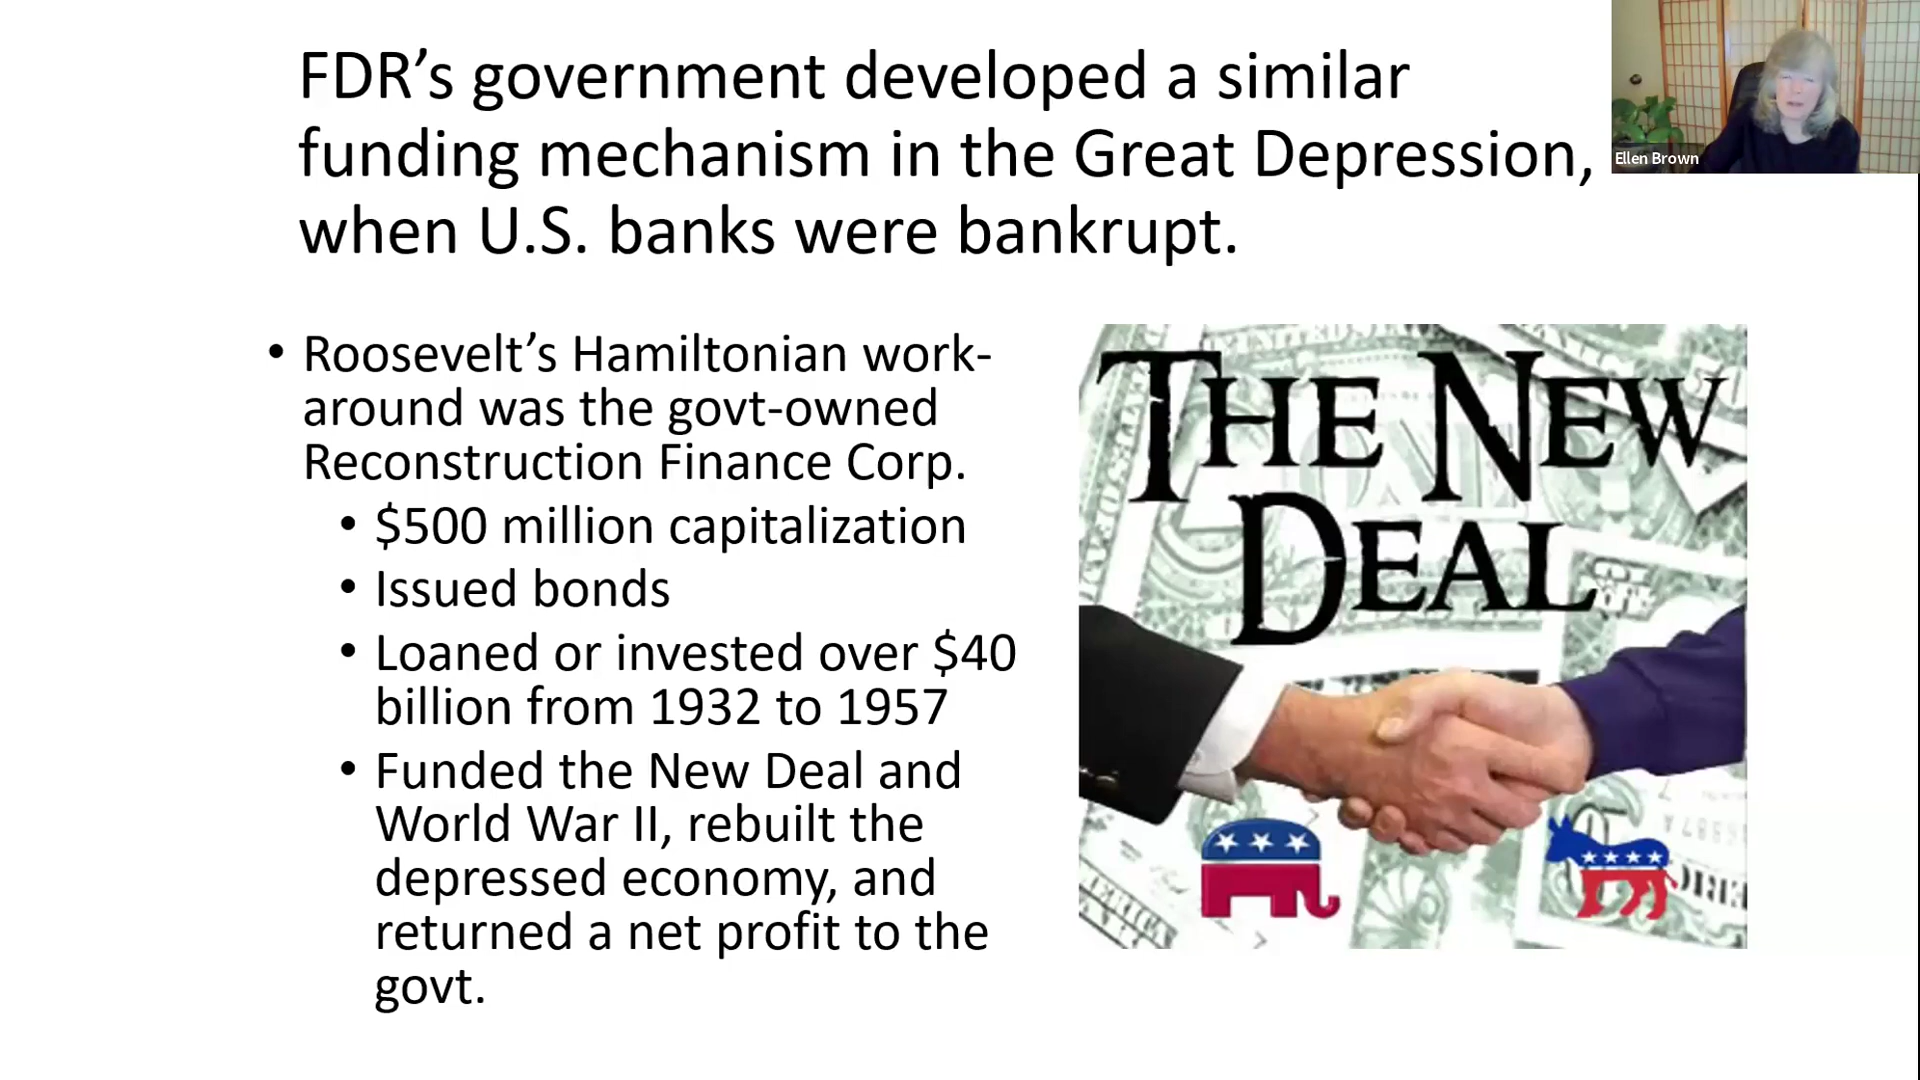 FDR’s government developed a similar
funding mechanism in the Great Depression,
when U.S. banks were bankrupt.
Ellen Brown
• Roosevelt’s Hamiltonian work-
around was the govt-owned
Reconstruction Finance Corp.
• $500 million capitalization
• Issued bonds
• Loaned or invested over $40
billion from 1932 to 1957
• Funded the New Deal and
World War II, rebuilt the
depressed economy, and
returned a net profit to the
govt.
THE NEW
DEAL